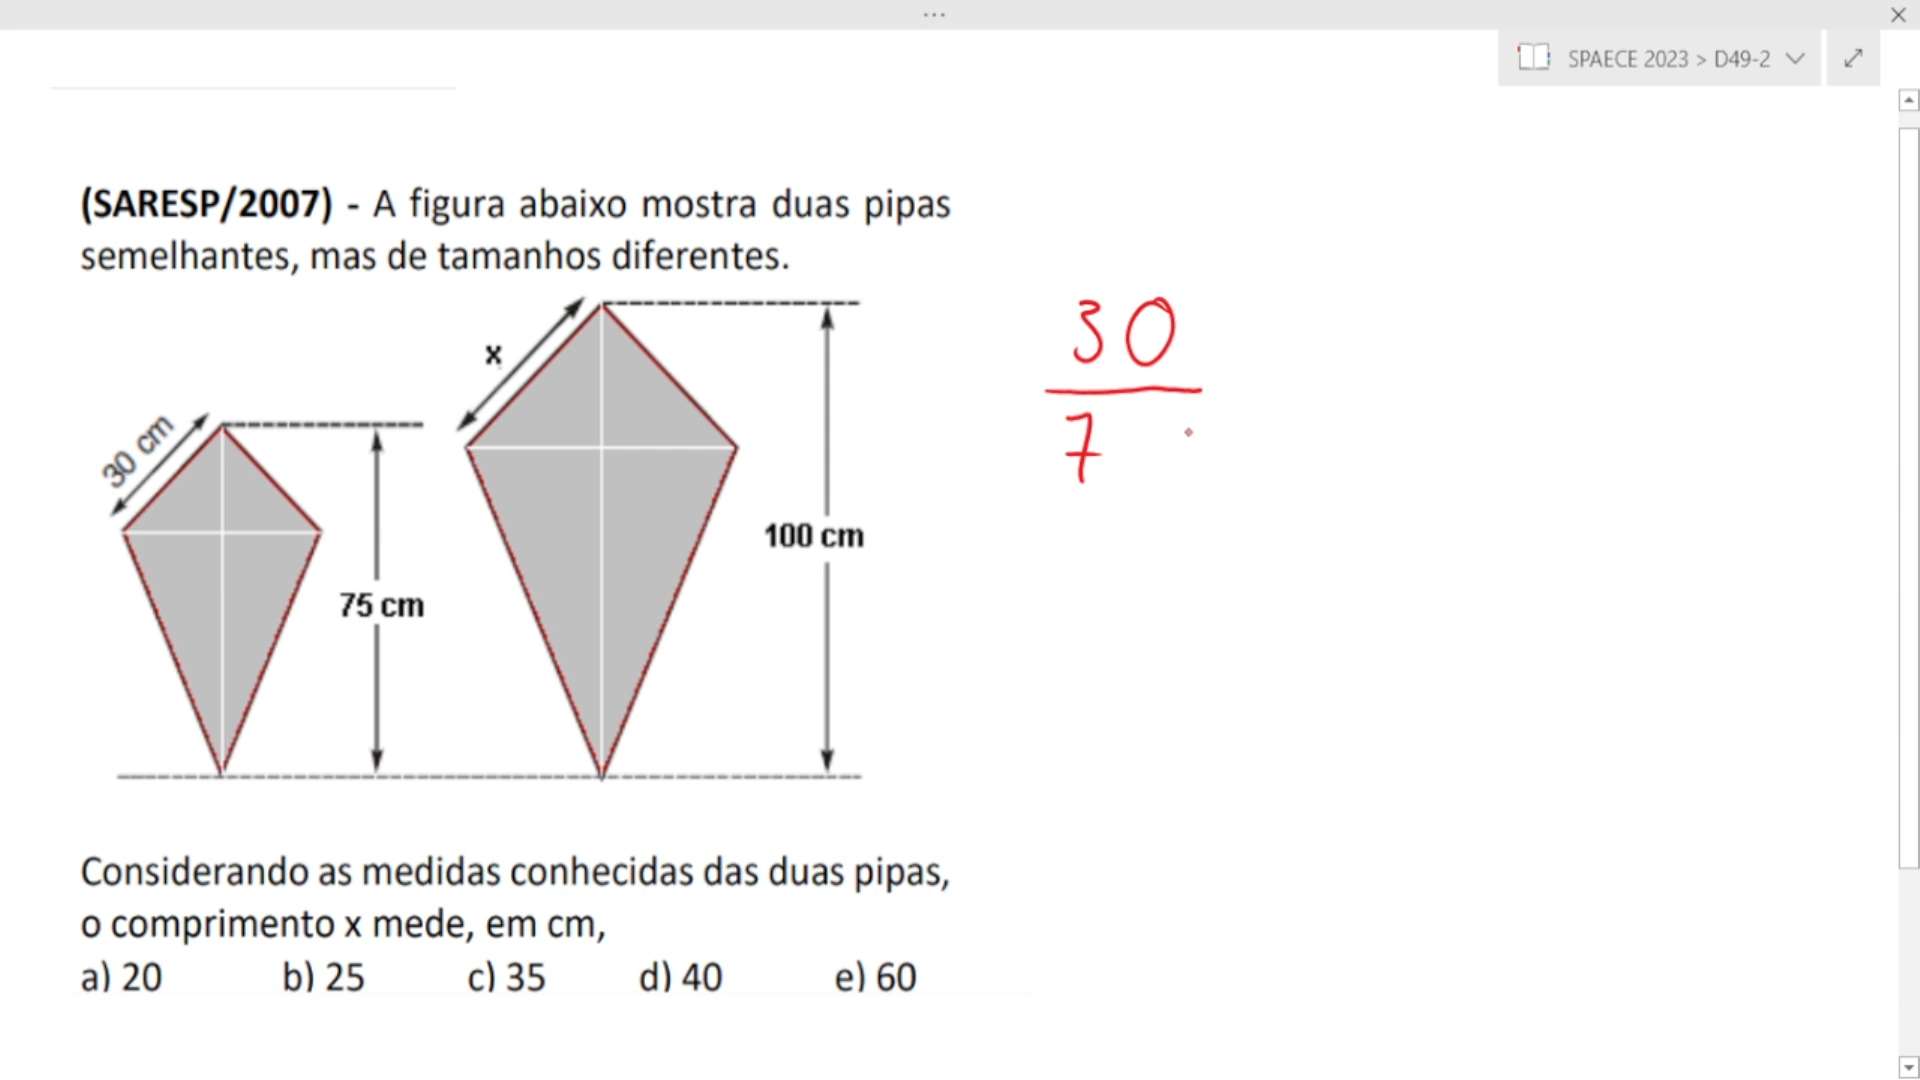 SPAECE 2023 > D49-2
(SARESP/2007) - A figura abaixo mostra duas pipas
semelhantes, mas de tamanhos diferentes.
x
30 cm
75 cm
100 cm
30
7
Considerando as medidas conhecidas das duas pipas,
o comprimento x mede, em cm,
a) 20 b) 25 c) 35 d) 40 e) 60